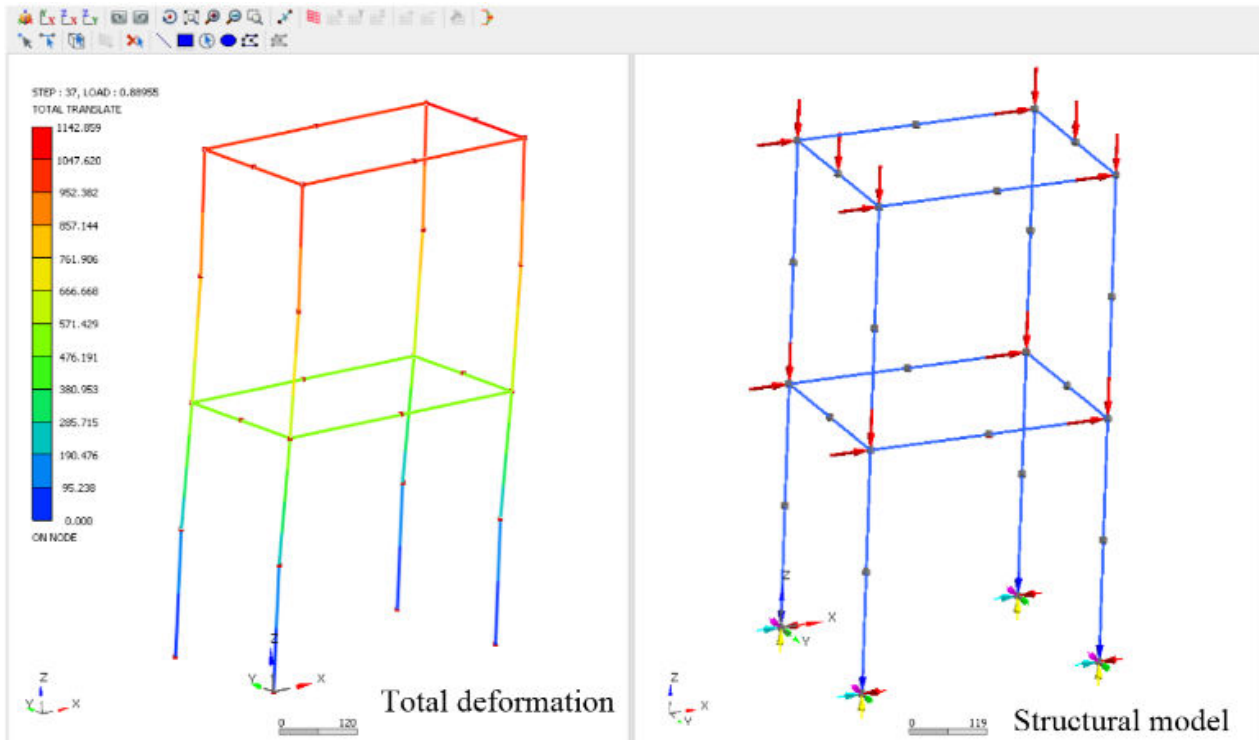 STEP : 37, LOAD : 0.88955
TOTAL TRANSLATE
1142.859
1047.620
952.382
857.144
761.906
666.668
571.429
476.191
380.953
285.715
190.476
95.238
0.000
ON NODE
Z
Y X
Z
Y X
0 120
Total deformation
Z
X
Y
Z
X
Y
0 119
Structural model